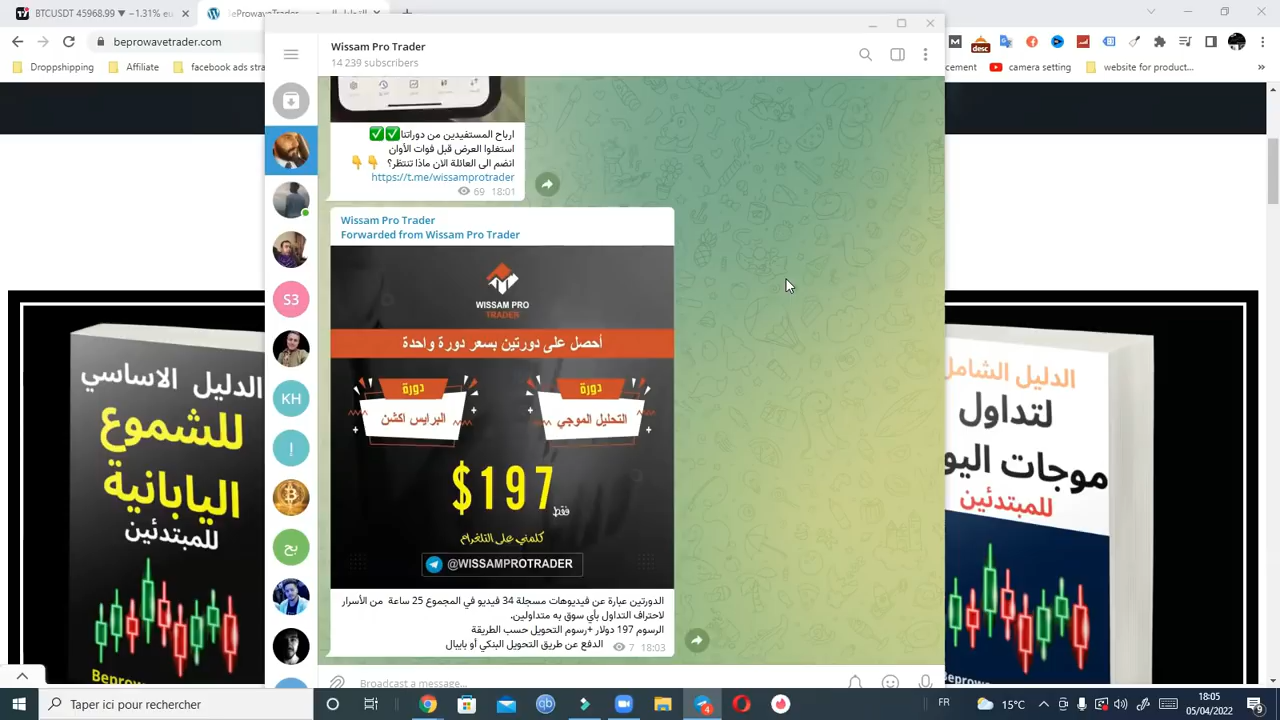 BTCUSDT 45968.99 ▼ −1.31% eu
beprowavetrader.com
Dropshipping
Affiliate
facebook ads stra
camera setting
website for product...
Wissam Pro Trader
14 239 subscribers
ارباح المستفيدين من دوراتنا✅✅
استغلوا العرض قبل فوات الأوان
انضم الى العائلة الان ماذا تنتظر؟ 👇👇
https://t.me/wissamprotrader
69 18:01
Wissam Pro Trader
Forwarded from Wissam Pro Trader
WISSAM PRO
TRADER
أحصل على دورتين بسعر دورة واحدة
دورة
التحليل الموجي
دورة
البرايس اكشن
$197
فقط
كلمني على التلغرام
@WISSAMPROTRADER
الدورتين عبارة عن فيديوهات مسجلة 34 فيديو في المجموع 25 ساعة من الأسرار
لاحتراف التداول بأي سوق به متداولين.
الرسوم 197 دولار +رسوم التحويل حسب الطريقة
الدفع عن طريق التحويل البنكي أو بايبال
7 18:03
Broadcast a message...
S3
KH
إ
بح
الدليل الاساسي
للشموع
اليابانية
للمبتدئين
الدليل الشامل
لتداول
للمبتدئين
Taper ici pour rechercher
15°C
FR
18:05
05/04/2022